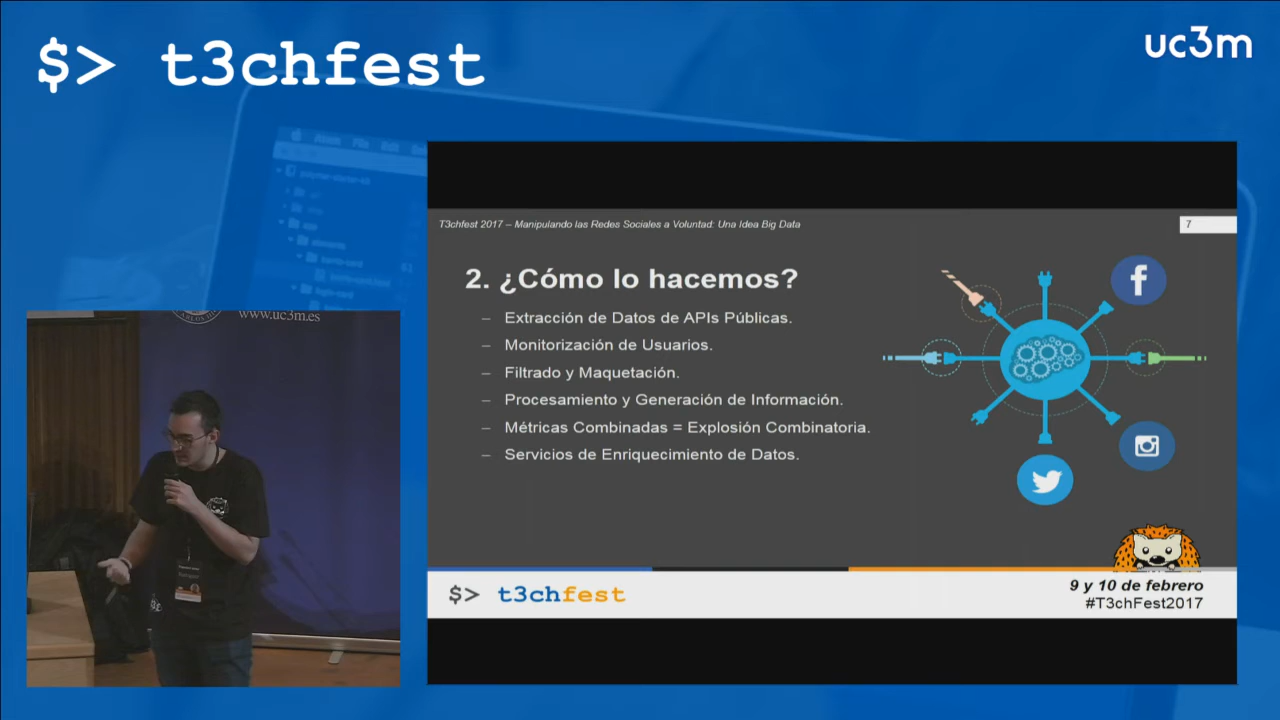 $> t3chfest
uc3m
T3chfest 2017 – Manipulando las Redes Sociales a Voluntad: Una Idea Big Data
7
2. ¿Cómo lo hacemos?
– Extracción de Datos de APIs Públicas.
– Monitorización de Usuarios.
– Filtrado y Maquetación.
– Procesamiento y Generación de Información.
– Métricas Combinadas = Explosión Combinatoria.
– Servicios de Enriquecimiento de Datos.
$> t3chfest
9 y 10 de febrero
#T3chFest2017
www.uc3m.es